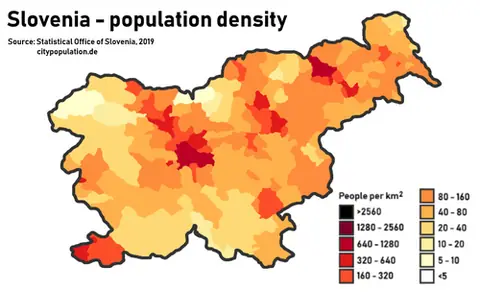 Slovenia - population density
Source: Statistical Office of Slovenia, 2019
citypopulation.de
People per km²
>2560
1280 - 2560
640 - 1280
320 - 640
160 - 320
80 - 160
40 - 80
20 - 40
10 - 20
5 - 10
<5